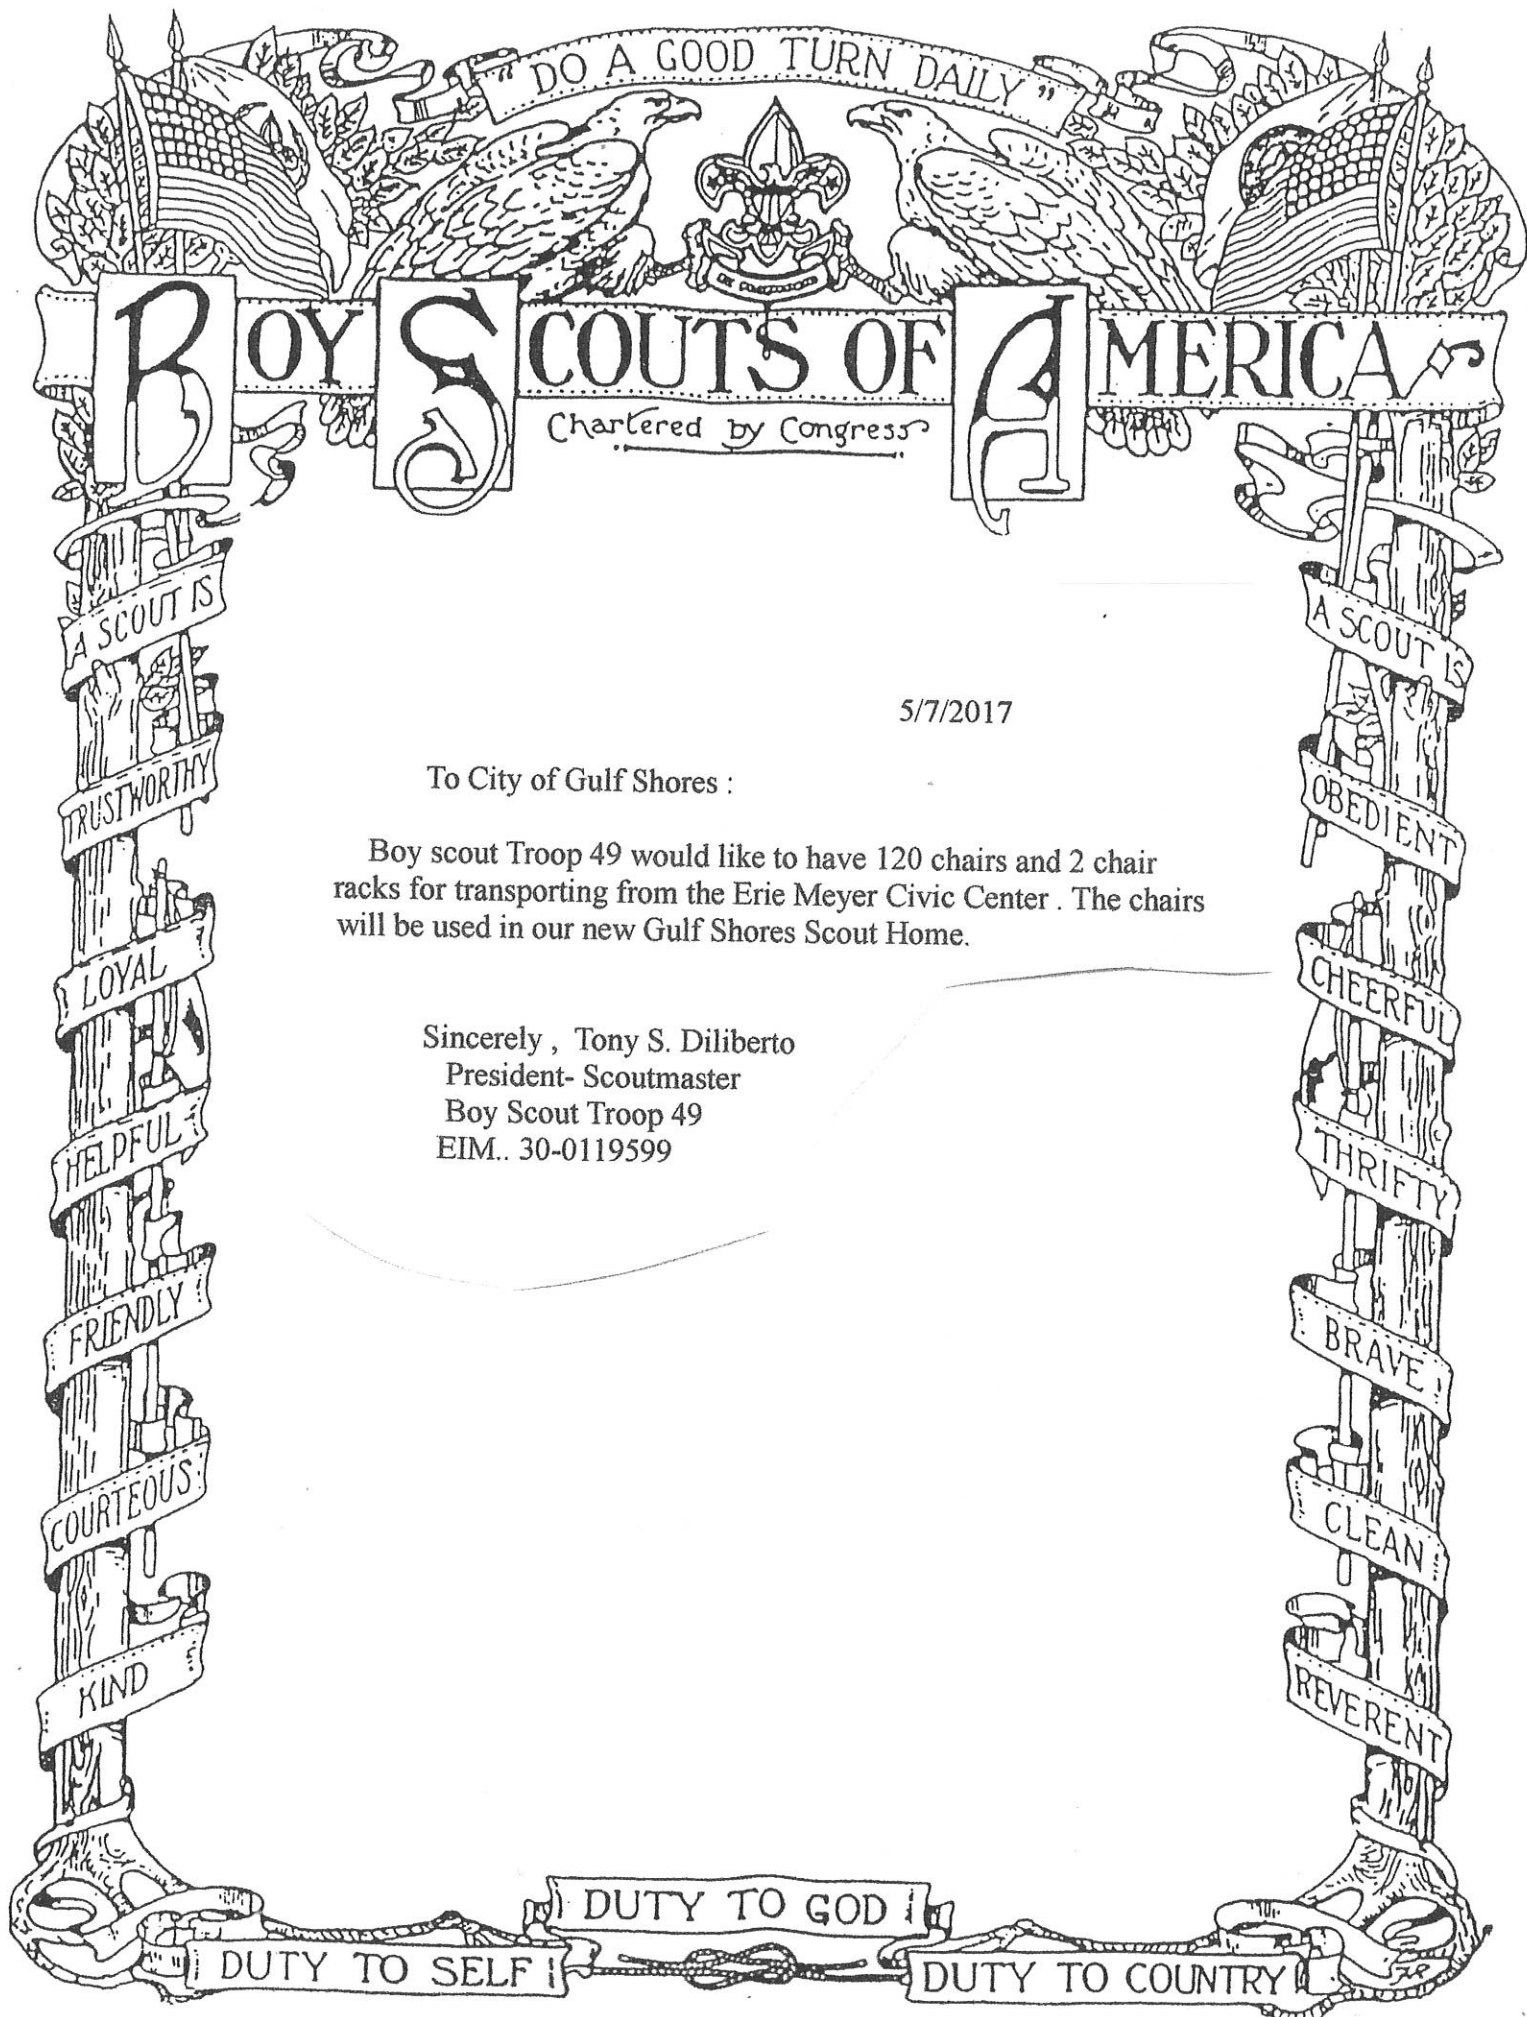 "DO A GOOD TURN DAILY"
BOY SCOUTS OF AMERICA
Chartered by Congress
A SCOUT IS
TRUSTWORTHY
LOYAL
HELPFUL
FRIENDLY
COURTEOUS
KIND
A SCOUT IS
OBEDIENT
CHEERFUL
THRIFTY
BRAVE
CLEAN
REVERENT
5/7/2017
To City of Gulf Shores :
Boy scout Troop 49 would like to have 120 chairs and 2 chair
racks for transporting from the Erie Meyer Civic Center . The chairs
will be used in our new Gulf Shores Scout Home.
Sincerely , Tony S. Diliberto
President- Scoutmaster
Boy Scout Troop 49
EIM.. 30-0119599
DUTY TO GOD
DUTY TO SELF
DUTY TO COUNTRY